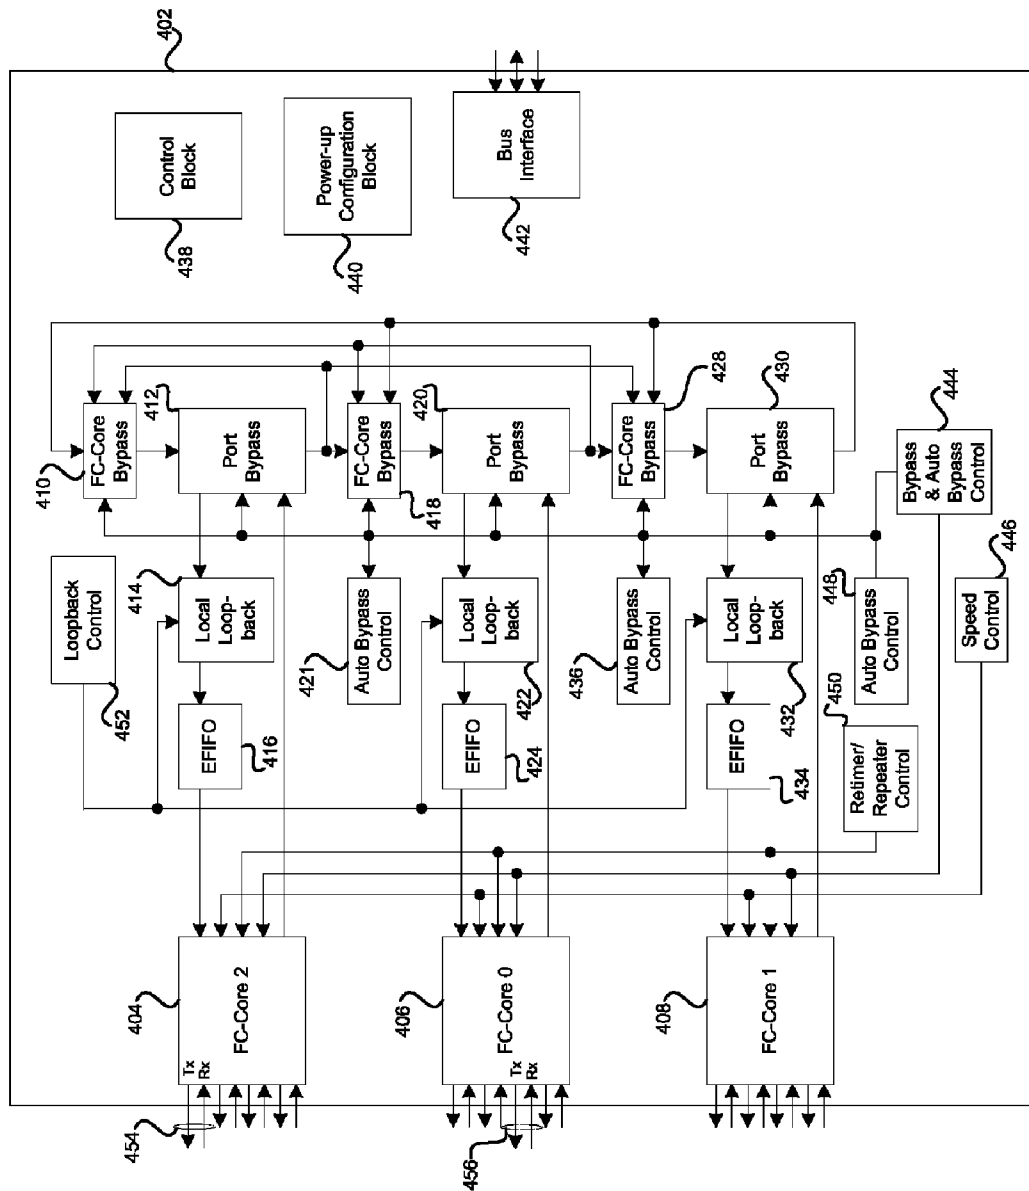 402
Control
Block
438
Power-up
Configuration
Block
440
Bus
Interface
442
410
FC-Core
Bypass
412
Port
Bypass
FC-Core
Bypass
418
420
Port
Bypass
FC-Core
Bypass
428
430
Port
Bypass
444
Bypass
& Auto
Bypass
Control
446
Speed
Control
Loopback
Control
452
414
Local
Loop-
back
421
Auto Bypass
Control
Local
Loop-
back
422
436
Auto Bypass
Control
Local
Loop-
back
432
448
Auto Bypass
Control
450
Retimer/
Repeater
Control
EFIFO
416
EFIFO
424
EFIFO
434
404
FC-Core 2
Tx
Rx
454
406
FC-Core 0
Tx
Rx
456
408
FC-Core 1